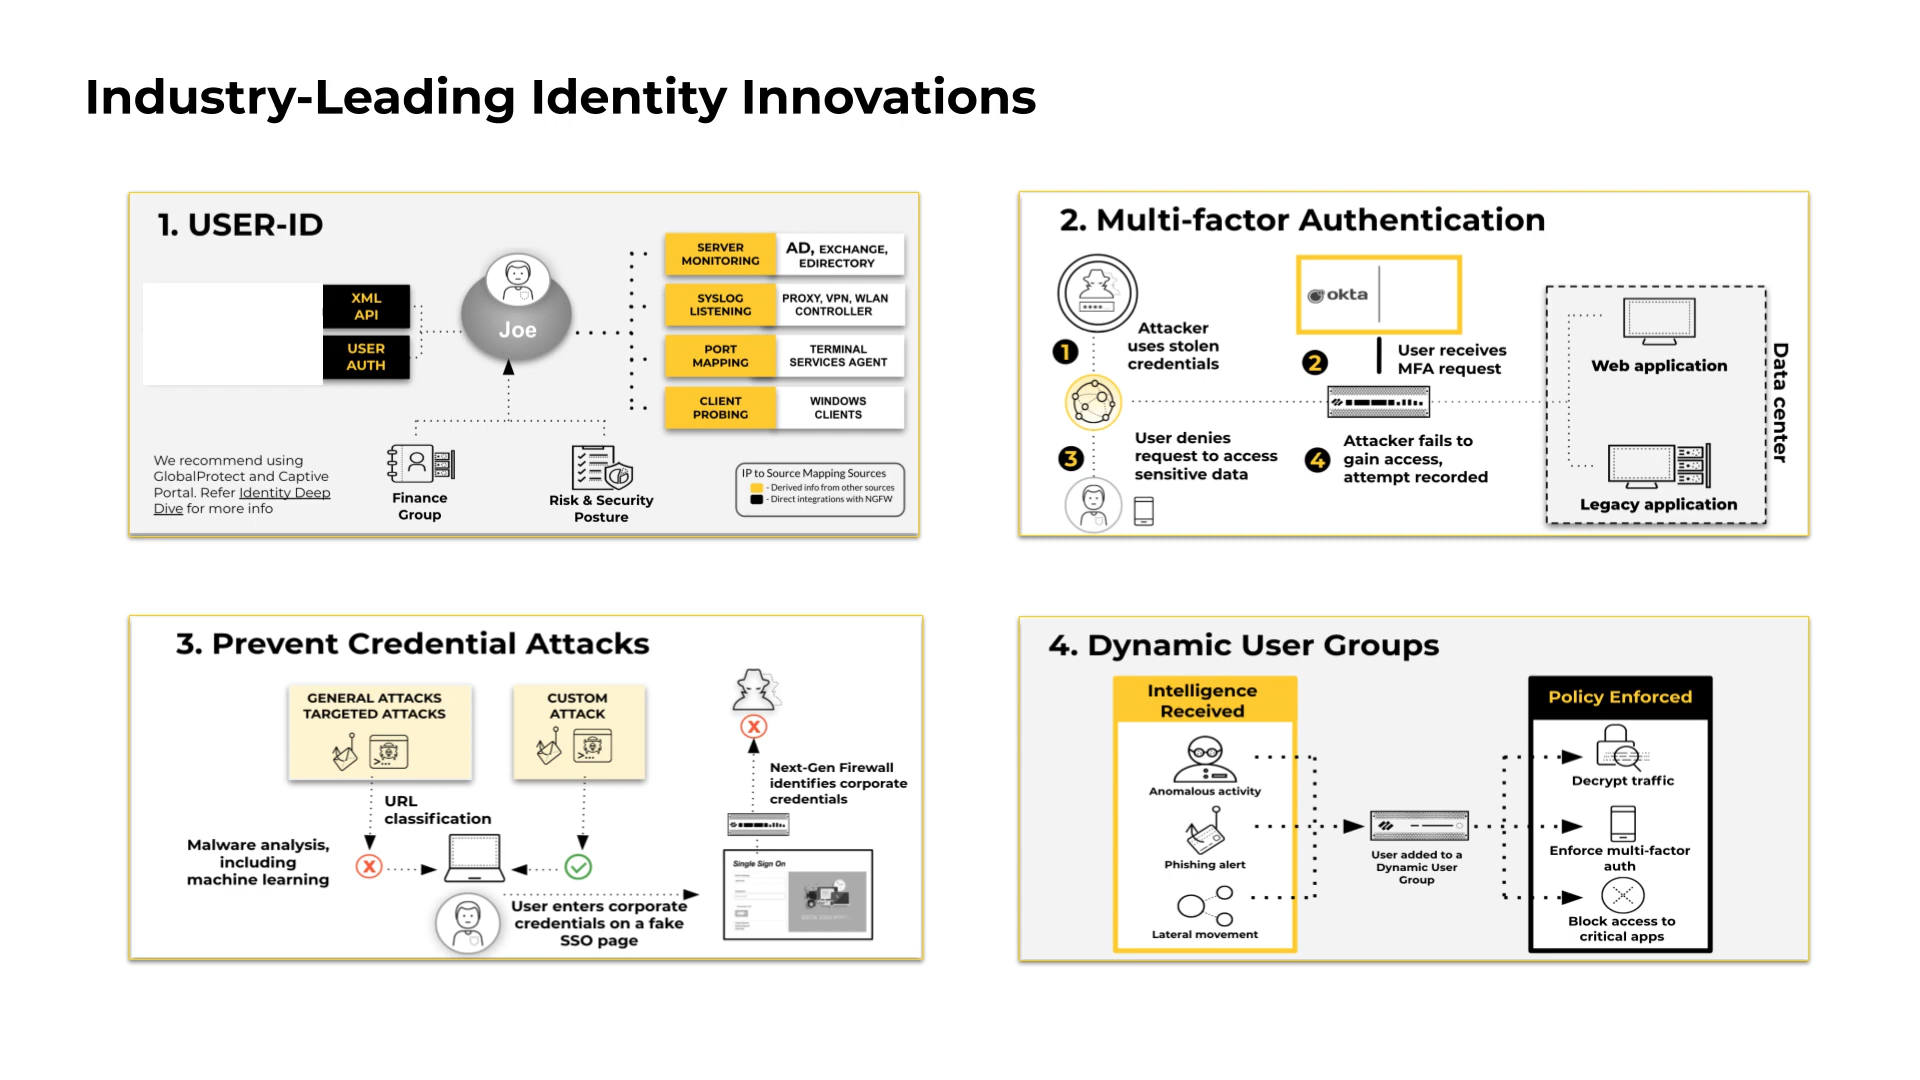 Industry-Leading Identity Innovations
1. USER-ID
XML
API
USER
AUTH
Joe
SERVER
MONITORING
AD, EXCHANGE,
EDIRECTORY
SYSLOG
LISTENING
PROXY, VPN, WLAN
CONTROLLER
PORT
MAPPING
TERMINAL
SERVICES AGENT
CLIENT
PROBING
WINDOWS
CLIENTS
We recommend using
GlobalProtect and Captive
Portal. Refer Identity Deep
Dive for more info
Finance
Group
Risk & Security
Posture
IP to Source Mapping Sources
- Derived info from other sources
- Direct integrations with NGFW
2. Multi-factor Authentication
okta
1
Attacker
uses stolen
credentials
2
User receives
MFA request
3
User denies
request to access
sensitive data
4
Attacker fails to
gain access,
attempt recorded
Web application
Legacy application
Data center
3. Prevent Credential Attacks
GENERAL ATTACKS
TARGETED ATTACKS
CUSTOM
ATTACK
URL
classification
Malware analysis,
including
machine learning
X
User enters corporate
credentials on a fake
SSO page
X
Next-Gen Firewall
identifies corporate
credentials
Single Sign On
4. Dynamic User Groups
Intelligence
Received
Anomalous activity
Phishing alert
Lateral movement
User added to a
Dynamic User
Group
Policy Enforced
Decrypt traffic
Enforce multi-factor
auth
Block access to
critical apps